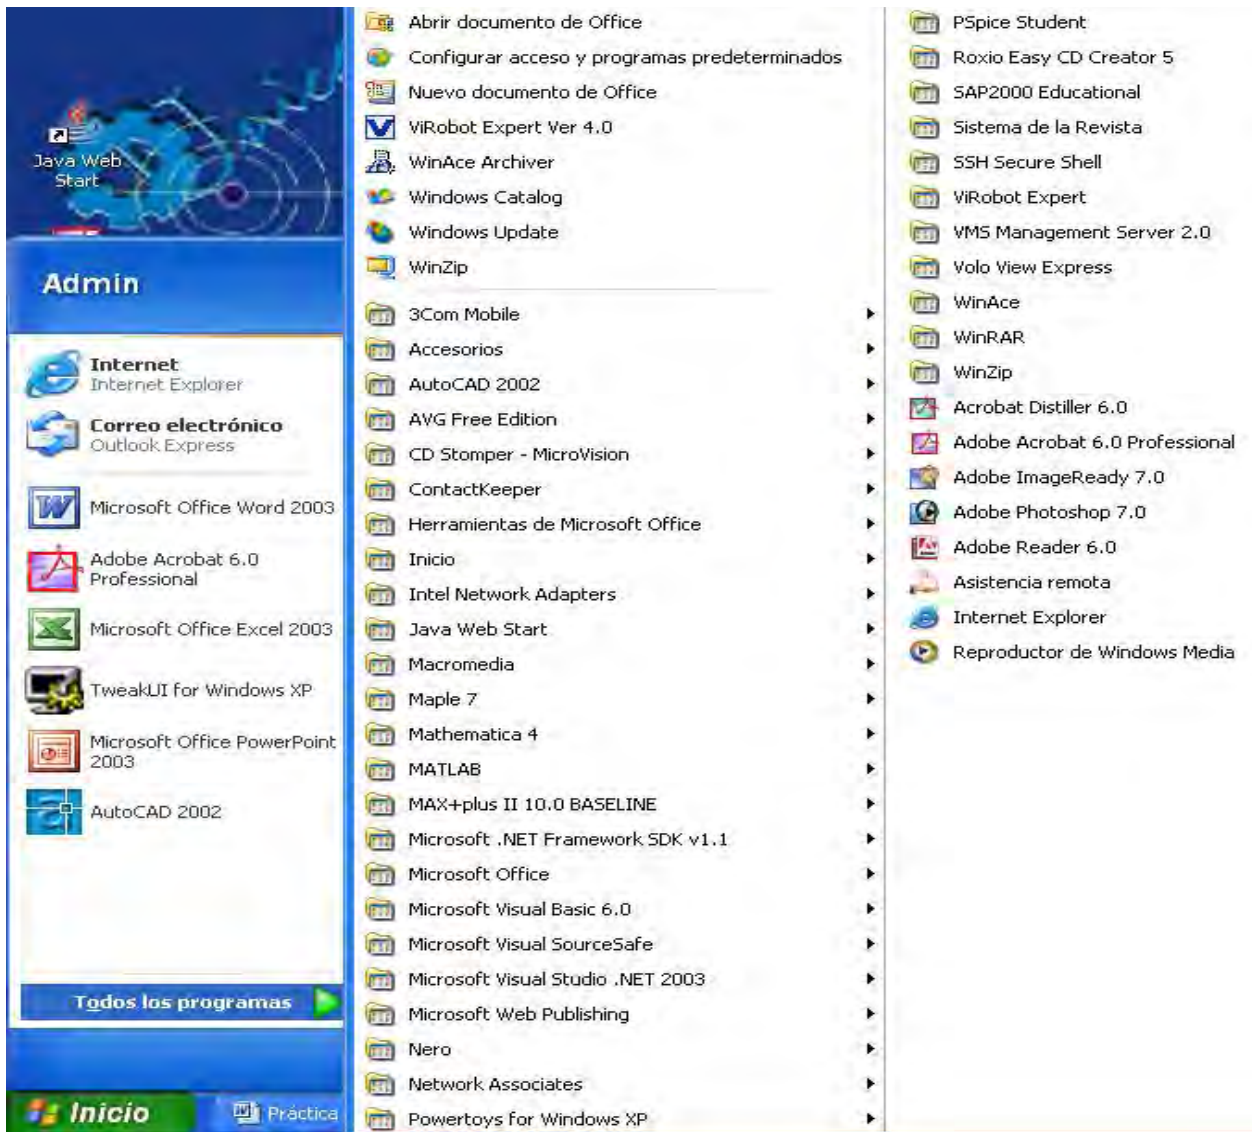 Java Web
Start
Admin
Internet
Internet Explorer
Correo electrónico
Outlook Express
Microsoft Office Word 2003
Adobe Acrobat 6.0
Professional
Microsoft Office Excel 2003
TweakUI for Windows XP
Microsoft Office PowerPoint
2003
AutoCAD 2002
Todos los programas
Inicio
Práctica
Abrir documento de Office
Configurar acceso y programas predeterminados
Nuevo documento de Office
ViRobot Expert Ver 4.0
WinAce Archiver
Windows Catalog
Windows Update
WinZip
3Com Mobile
Accesorios
AutoCAD 2002
AVG Free Edition
CD Stomper - MicroVision
ContactKeeper
Herramientas de Microsoft Office
Inicio
Intel Network Adapters
Java Web Start
Macromedia
Maple 7
Mathematica 4
MATLAB
MAX+plus II 10.0 BASELINE
Microsoft .NET Framework SDK v1.1
Microsoft Office
Microsoft Visual Basic 6.0
Microsoft Visual SourceSafe
Microsoft Visual Studio .NET 2003
Microsoft Web Publishing
Nero
Network Associates
Powertoys for Windows XP
PSpice Student
Roxio Easy CD Creator 5
SAP2000 Educational
Sistema de la Revista
SSH Secure Shell
ViRobot Expert
VMS Management Server 2.0
Volo View Express
WinAce
WinRAR
WinZip
Acrobat Distiller 6.0
Adobe Acrobat 6.0 Professional
Adobe ImageReady 7.0
Adobe Photoshop 7.0
Adobe Reader 6.0
Asistencia remota
Internet Explorer
Reproductor de Windows Media